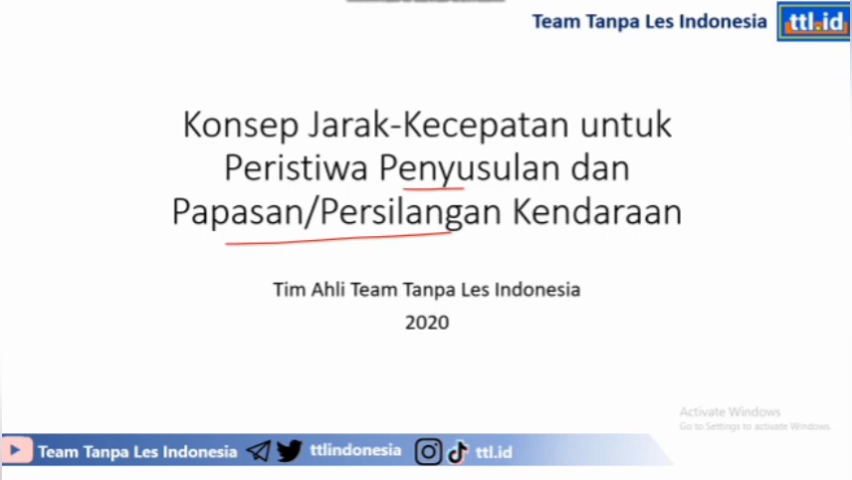 Team Tanpa Les Indonesia
ttl.id
Konsep Jarak-Kecepatan untuk
Peristiwa Penyusulan dan
Papasan/Persilangan Kendaraan
Tim Ahli Team Tanpa Les Indonesia
2020
Activate Windows
Go to Settings to activate Windows.
Team Tanpa Les Indonesia
ttlindonesia
ttl.id